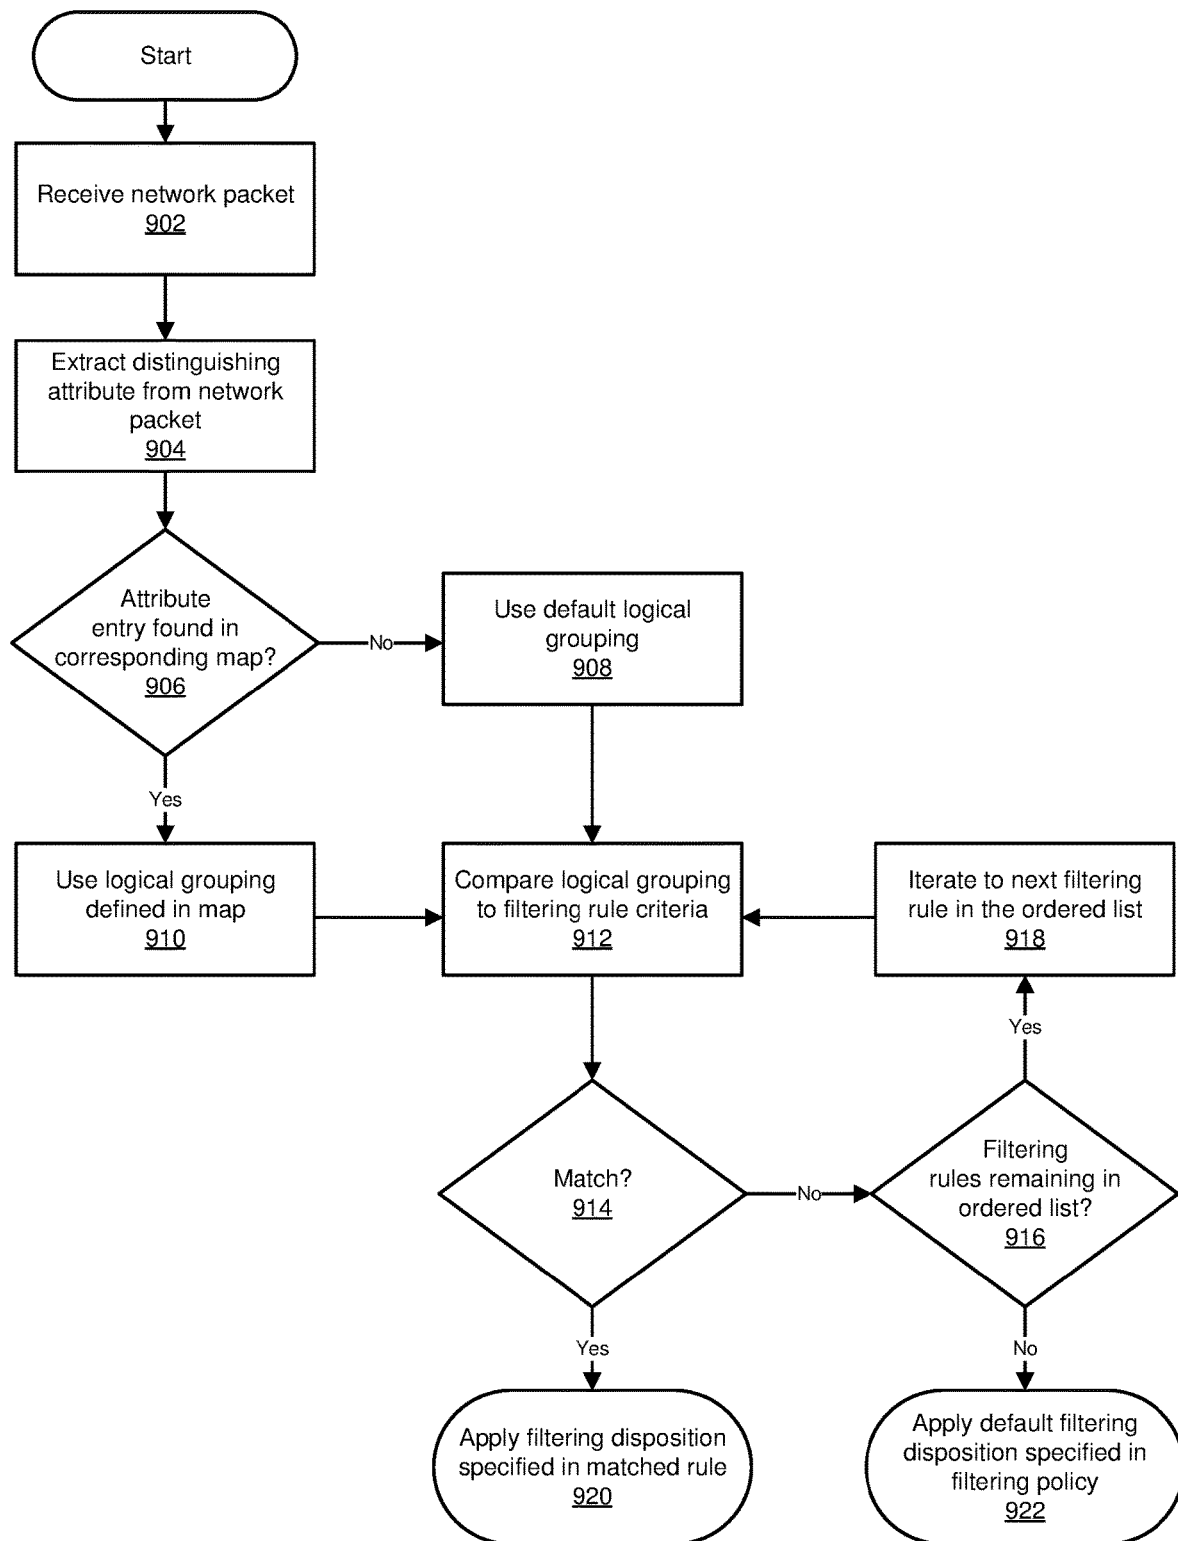 Start
Receive network packet
902
Extract distinguishing
attribute from network
packet
904
Attribute
entry found in
corresponding map?
906
No
Use default logical
grouping
908
Yes
Use logical grouping
defined in map
910
Compare logical grouping
to filtering rule criteria
912
Iterate to next filtering
rule in the ordered list
918
Yes
Match?
914
No
Filtering
rules remaining in
ordered list?
916
Yes
No
Apply filtering disposition
specified in matched rule
920
Apply default filtering
disposition specified in
filtering policy
922